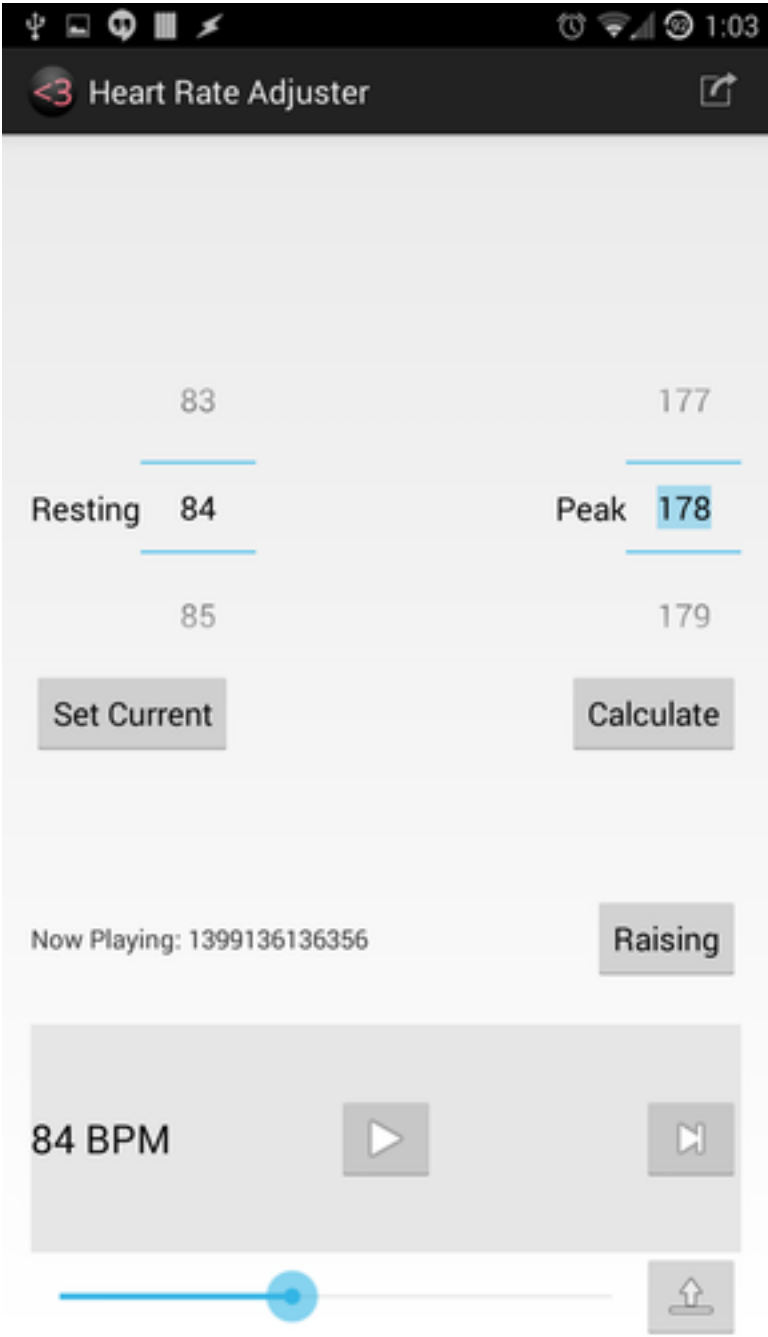 92 1:03
<3 Heart Rate Adjuster
83 177
Resting 84 Peak 178
85 179
Set Current Calculate
Now Playing: 1399136136356 Raising
84 BPM